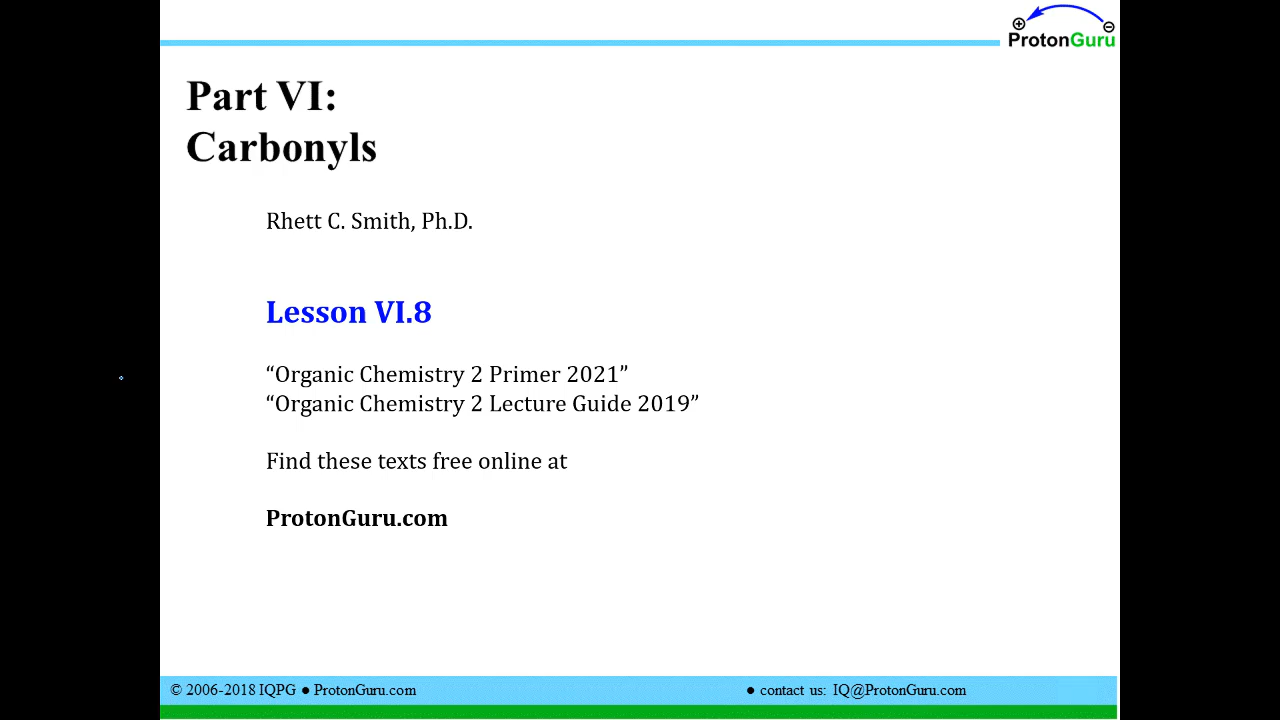 ⊕ ⊖
ProtonGuru
Part VI:
Carbonyls
Rhett C. Smith, Ph.D.
Lesson VI.8
“Organic Chemistry 2 Primer 2021”
“Organic Chemistry 2 Lecture Guide 2019”
Find these texts free online at
ProtonGuru.com
© 2006-2018 IQPG ● ProtonGuru.com ● contact us: IQ@ProtonGuru.com